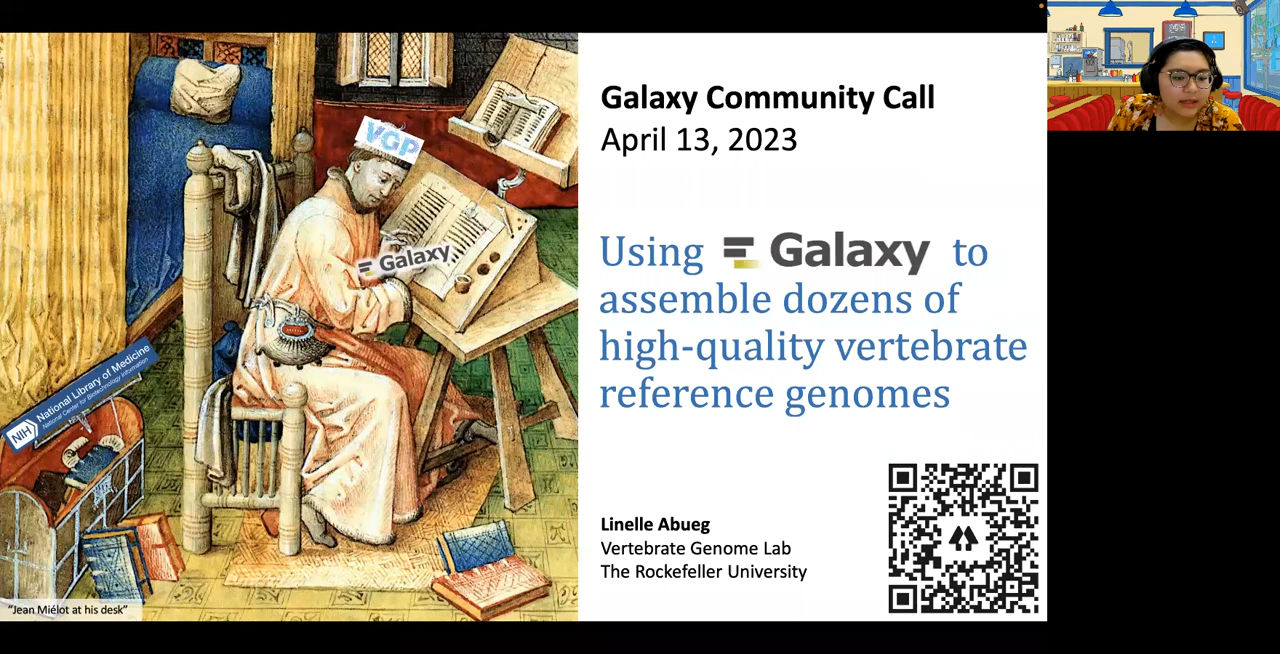 VGP
Galaxy
NIH National Library of Medicine
National Center for Biotechnology Information
"Jean Miélot at his desk"
Galaxy Community Call
April 13, 2023
Using Galaxy to
assemble dozens of
high-quality vertebrate
reference genomes
Linelle Abueg
Vertebrate Genome Lab
The Rockefeller University